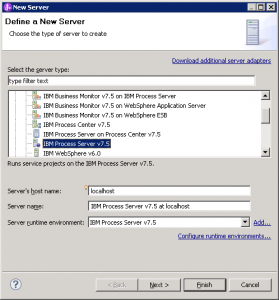 New Server
Define a New Server
Choose the type of server to create
Download additional server adapters
Select the server type:
type filter text
IBM Business Monitor v7.5 on IBM Process Server
IBM Business Monitor v7.5 on WebSphere Application Server
IBM Business Monitor v7.5 on WebSphere ESB
IBM Process Center v7.5
IBM Process Server on Process Center v7.5
IBM Process Server v7.5
IBM WebSphere v6.0
Runs service projects on the IBM Process Server v7.5.
Server's host name: localhost
Server name: IBM Process Server v7.5 at localhost
Server runtime environment: IBM Process Server v7.5 Add...
Configure runtime environments...
< Back Next > Finish Cancel